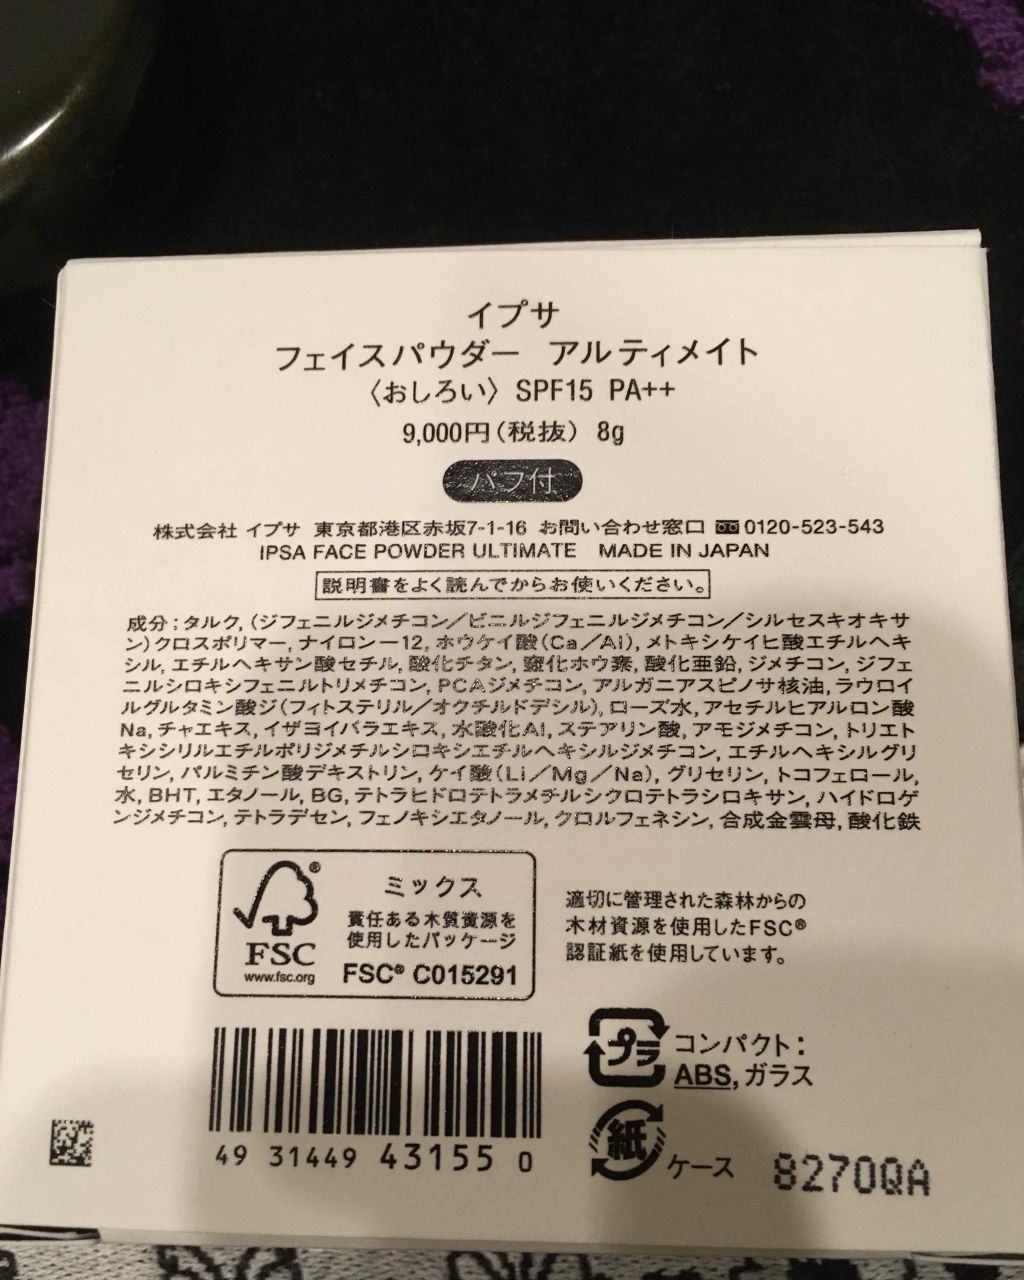 イプサ
フェイスパウダー アルティメイト
〈おしろい〉SPF15 PA++
9,000円(税抜) 8g
パフ付
株式会社 イプサ 東京都港区赤坂7-1-16 お問い合わせ窓口 0120-523-543
IPSA FACE POWDER ULTIMATE MADE IN JAPAN
説明書をよく読んでからお使いください。
成分:タルク,(ジフェニルジメチコン/ビニルジフェニルジメチコン/シルセスキオキサ
ン)クロスポリマー,ナイロンー12,ホウケイ酸(Ca/Al),メトキシケイヒ酸エチルヘキ
シル,エチルヘキサン酸セチル,酸化チタン,窒化ホウ素,酸化亜鉛,ジメチコン,ジフェ
ニルシロキシフェニルトリメチコン,PCAジメチコン,アルガニアスピノサ核油,ラウロイ
ルグルタミン酸ジ(フィトステリル/オクチルドデシル),ローズ水,アセチルヒアルロン酸
Na,チャエキス,イザヨイバラエキス,水酸化Al,ステアリン酸,アモジメチコン,トリエト
キシシリルエチルポリジメチルシロキシエチルヘキシルジメチコン,エチルヘキシルグリ
セリン,パルミチン酸デキストリン,ケイ酸(Li/Mg/Na),グリセリン,トコフェロール,
水,BHT,エタノール,BG,テトラヒドロテトラメチルシクロテトラシロキサン,ハイドロゲ
ンジメチコン,テトラデセン,フェノキシエタノール,クロルフェネシン,合成金雲母,酸化鉄
FSC
www.fsc.org
®
ミックス
責任ある木質資源を
使用したパッケージ
FSC® C015291
適切に管理された森林からの
木材資源を使用したFSC®
認証紙を使用しています。
プラ
コンパクト:
ABS,ガラス
紙
ケース
49 31449 43155 0
8270QA